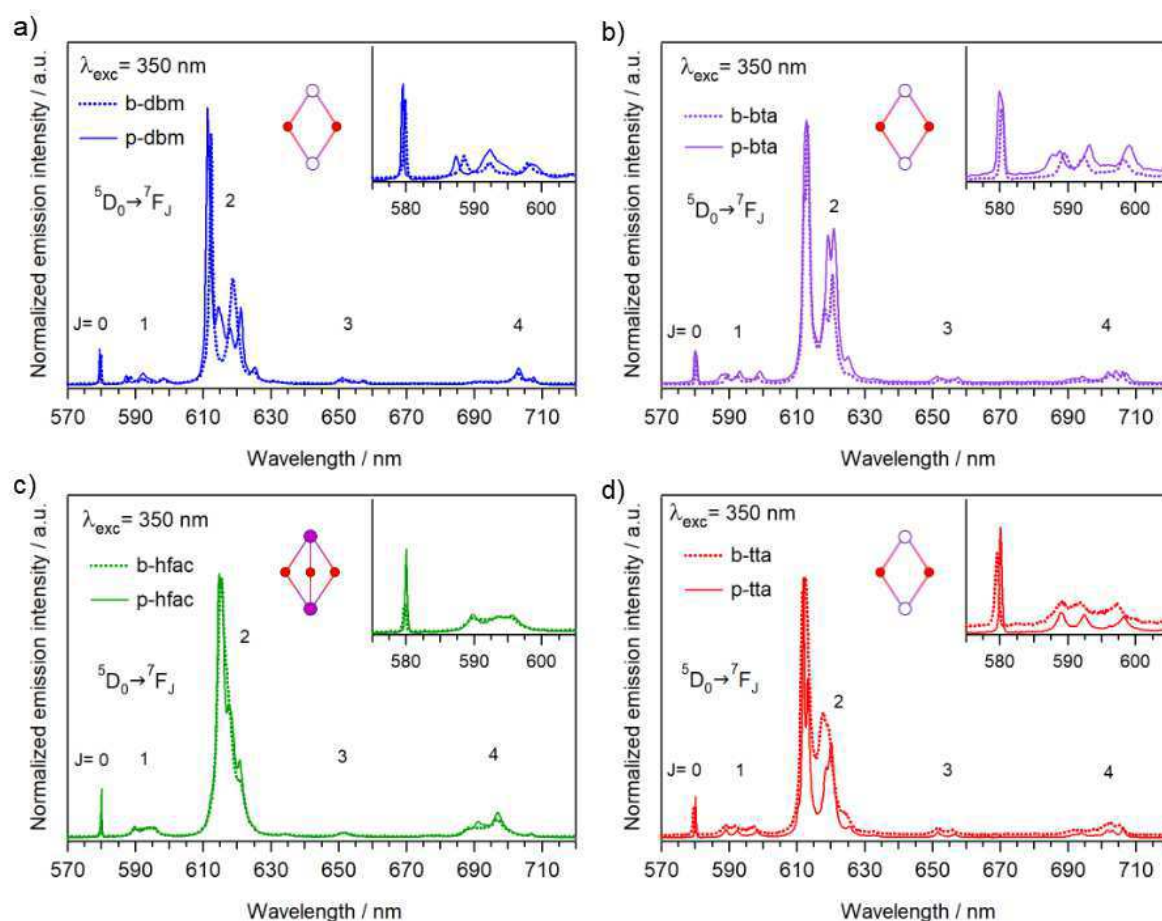 a)
Normalized emission intensity / a.u.
λexc= 350 nm
b-dbm
p-dbm
⁵D₀→⁷F_J
J= 0
1
2
3
4
580 590 600
570 590 610 630 650 670 690 710
Wavelength / nm
b)
Normalized emission intensity / a.u.
λexc= 350 nm
b-bta
p-bta
⁵D₀→⁷F_J
J= 0
1
2
3
4
580 590 600
570 590 610 630 650 670 690 710
Wavelength / nm
c)
Normalized emission intensity / a.u.
λexc= 350 nm
b-hfac
p-hfac
⁵D₀→⁷F_J
J= 0
1
2
3
4
580 590 600
570 590 610 630 650 670 690 710
Wavelength / nm
d)
Normalized emission intensity / a.u.
λexc= 350 nm
b-tta
p-tta
⁵D₀→⁷F_J
J= 0
1
2
3
4
580 590 600
570 590 610 630 650 670 690 710
Wavelength / nm